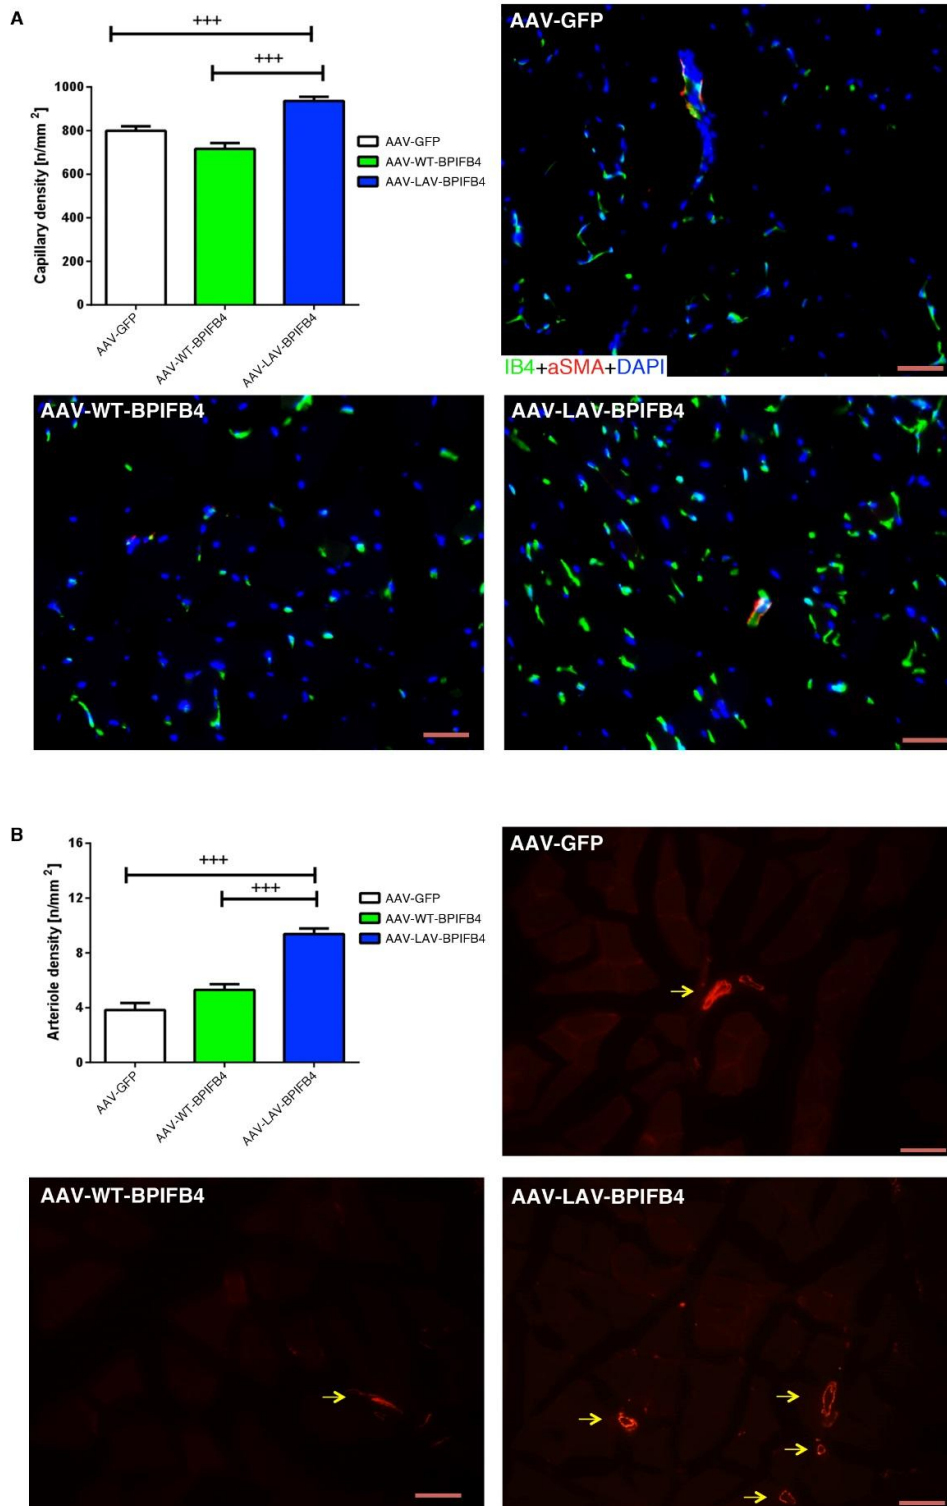 A
+++
+++
Capillary density [n/mm 2]
1000
800
600
400
200
0
AAV-GFP
AAV-WT-BPIFB4
AAV-LAV-BPIFB4
AAV-GFP
AAV-WT-BPIFB4
AAV-LAV-BPIFB4
AAV-GFP
IB4+aSMA+DAPI
AAV-WT-BPIFB4
AAV-LAV-BPIFB4
B
+++
+++
Arteriole density [n/mm 2]
16
12
8
4
0
AAV-GFP
AAV-WT-BPIFB4
AAV-LAV-BPIFB4
AAV-GFP
AAV-WT-BPIFB4
AAV-LAV-BPIFB4
AAV-GFP
AAV-WT-BPIFB4
AAV-LAV-BPIFB4